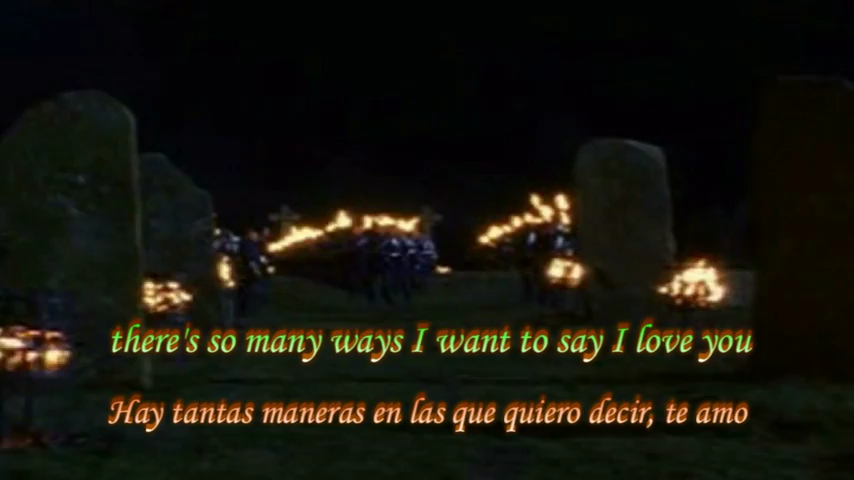 there's so many ways I want to say I love you
Hay tantas maneras en las que quiero decir, te amo